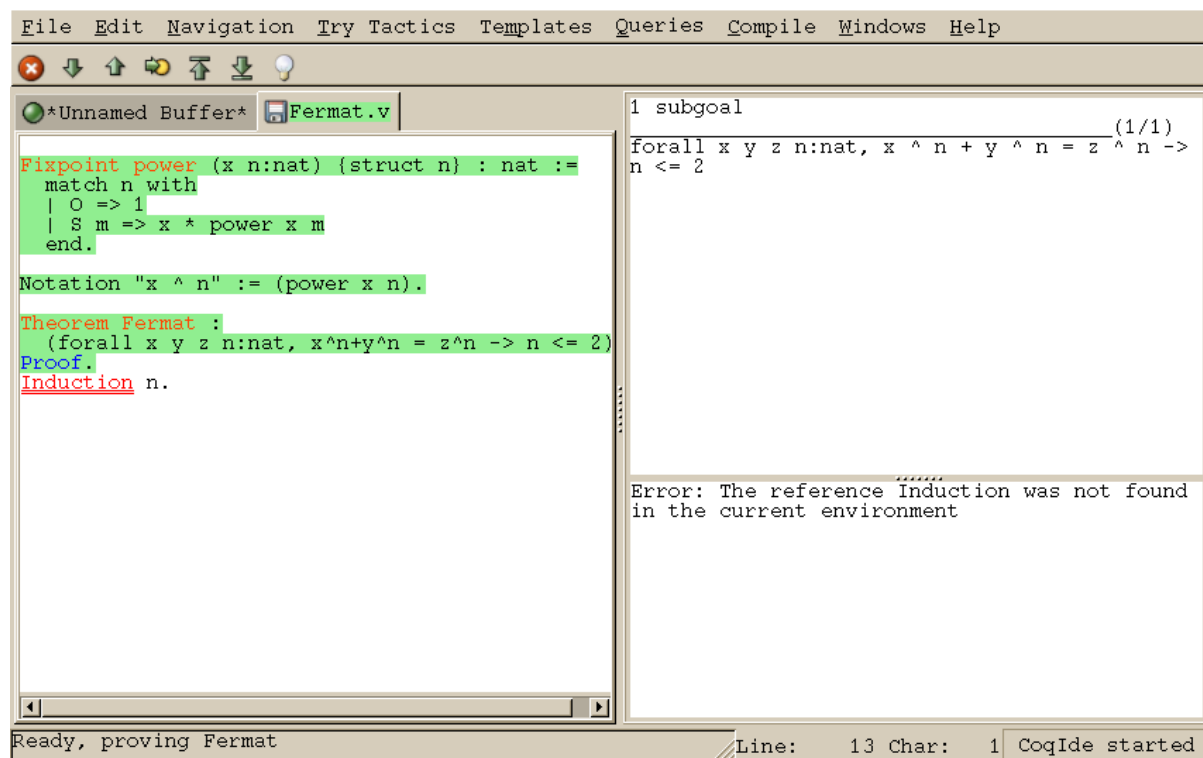 File Edit Navigation Try Tactics Templates Queries Compile Windows Help
*Unnamed Buffer* Fermat.v
Fixpoint power (x n:nat) {struct n} : nat :=
match n with
| O => 1
| S m => x * power x m
end.
Notation "x ^ n" := (power x n).
Theorem Fermat :
(forall x y z n:nat, x^n+y^n = z^n -> n <= 2)
Proof.
Induction n.
1 subgoal
(1/1)
forall x y z n:nat, x ^ n + y ^ n = z ^ n ->
n <= 2
Error: The reference Induction was not found
in the current environment
Ready, proving Fermat
Line: 13 Char: 1 CoqIde started